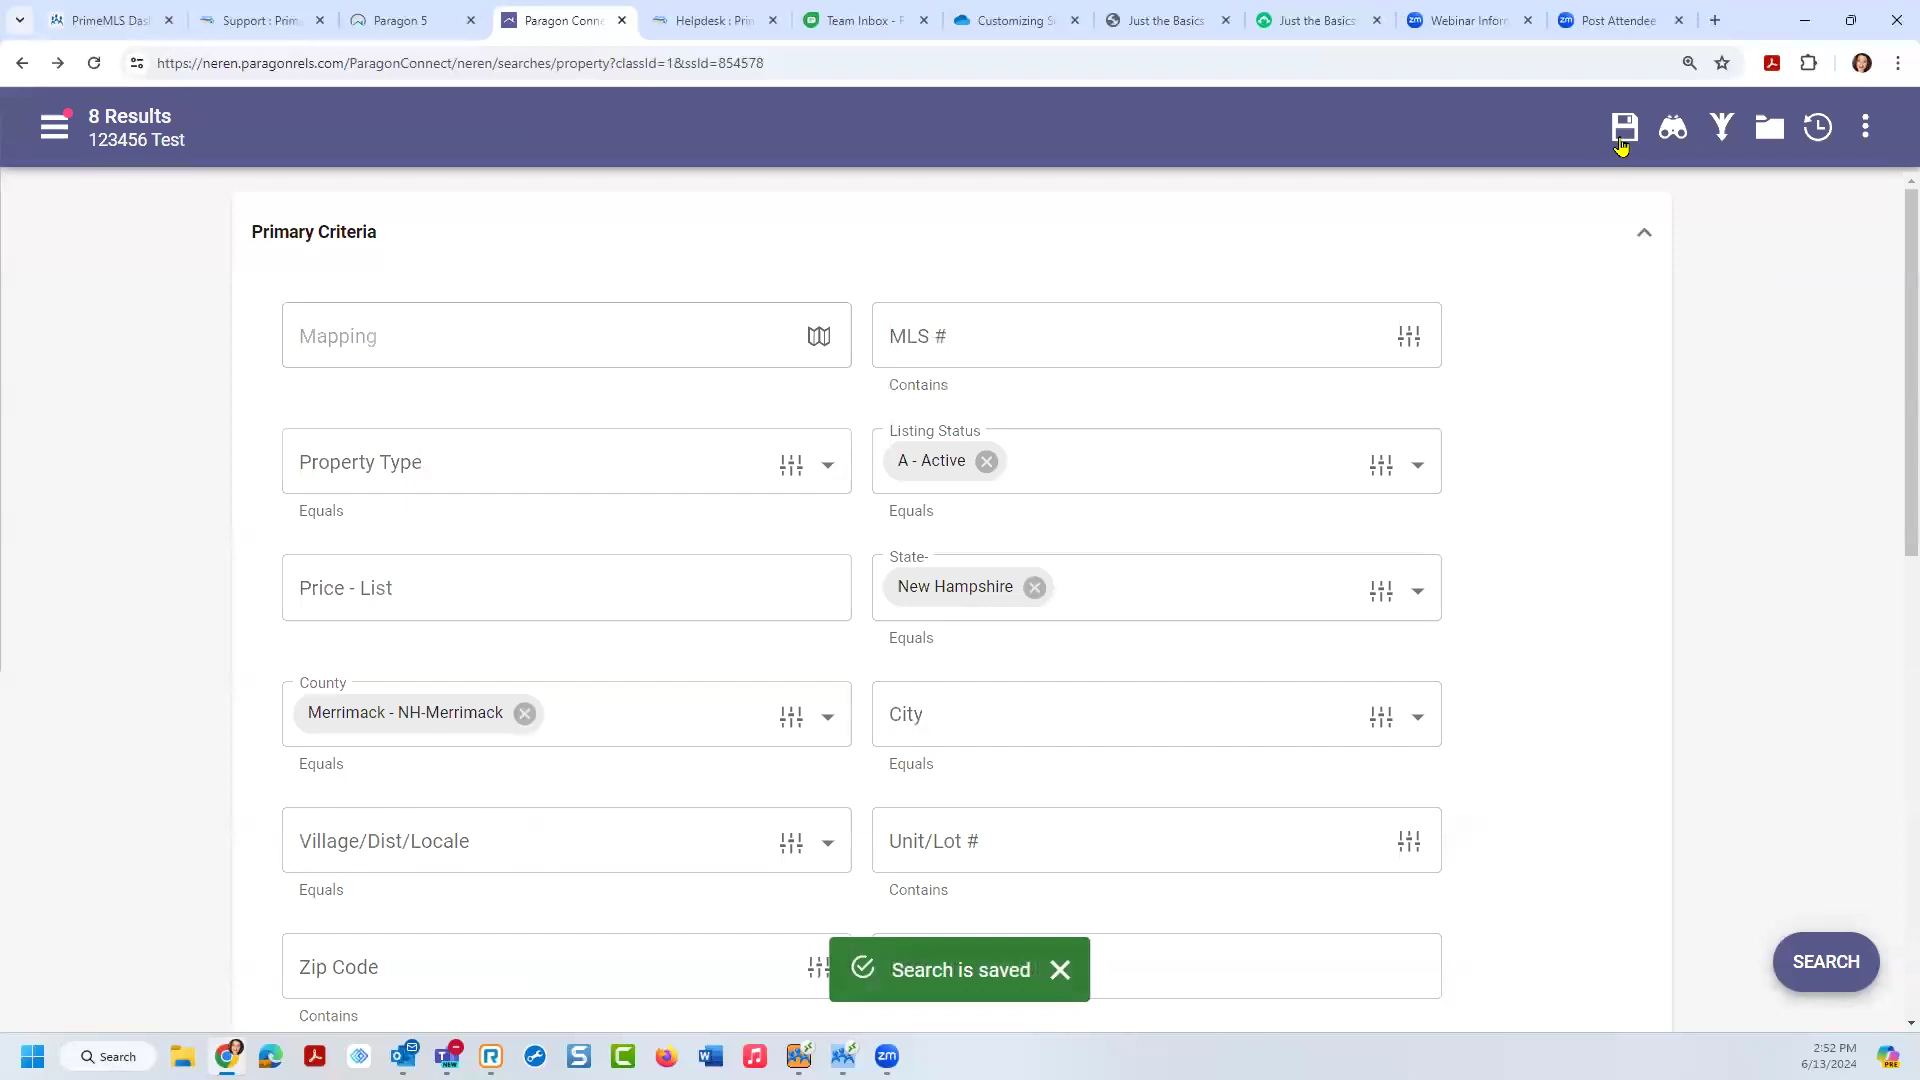 PrimeMLS Das
Support : Prim
Paragon 5
Paragon Conne
Helpdesk : Prim
Team Inbox - P
Customizing S
Just the Basics
Just the Basics
Webinar Inform
Post Attendee
https://neren.paragonrels.com/ParagonConnect/neren/searches/property?classId=1&ssId=854578
8 Results
123456 Test
Primary Criteria
Mapping
MLS #
Contains
Property Type
Equals
Listing Status
A - Active
Equals
Price - List
State-
New Hampshire
Equals
County
Merrimack - NH-Merrimack
Equals
City
Equals
Village/Dist/Locale
Equals
Unit/Lot #
Contains
Zip Code
Contains
Search is saved
SEARCH
Search
2:52 PM
6/13/2024